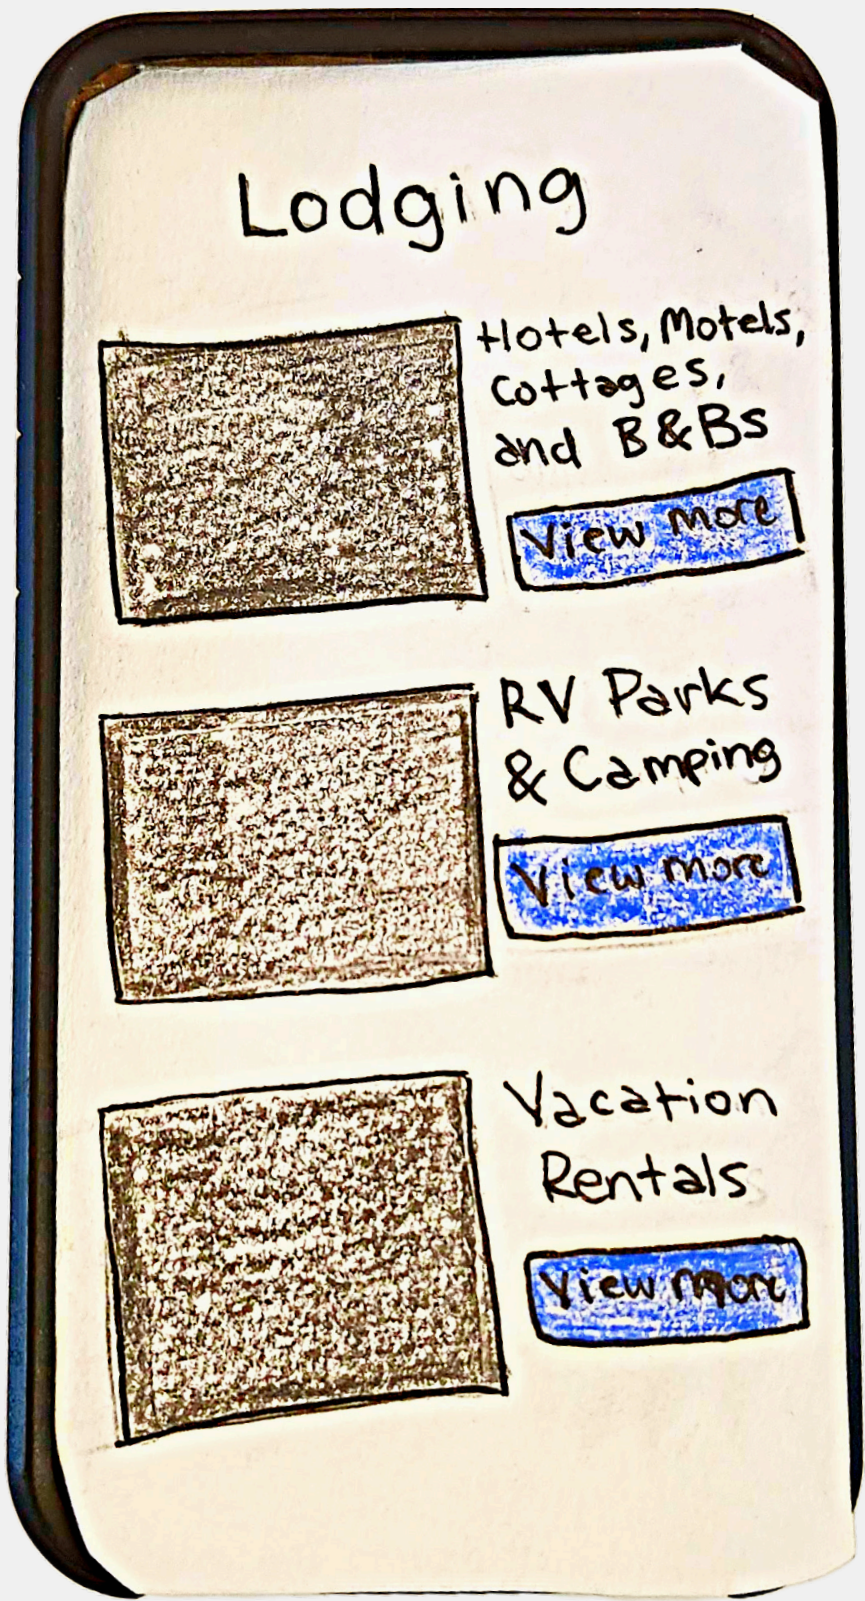 Lodging
Hotels, Motels,
Cottages,
and B&Bs
View more
RV Parks
& Camping
View more
Vacation
Rentals
View more